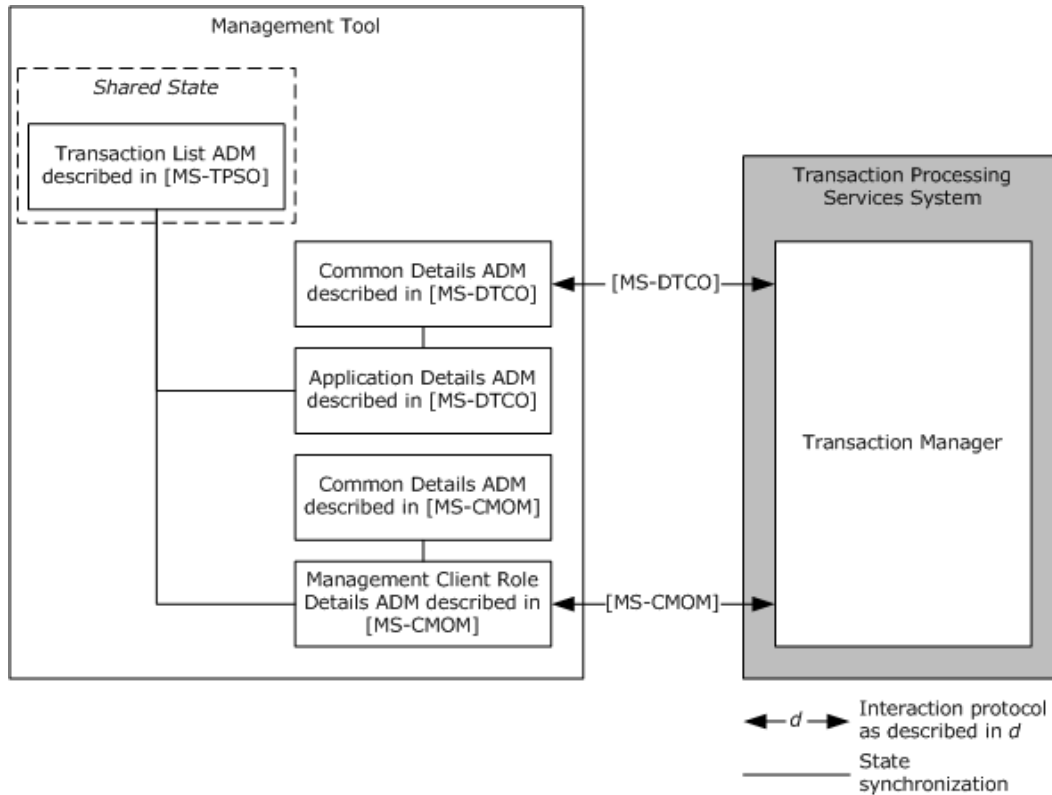 Management Tool
Shared State
Transaction List ADM
described in [MS-TPSO]
Transaction Processing
Services System
Common Details ADM
described in [MS-DTCO]
[MS-DTCO]
Application Details ADM
described in [MS-DTCO]
Transaction Manager
Common Details ADM
described in [MS-CMOM]
Management Client Role
Details ADM described in
[MS-CMOM]
[MS-CMOM]
d
Interaction protocol
as described in d
State
synchronization